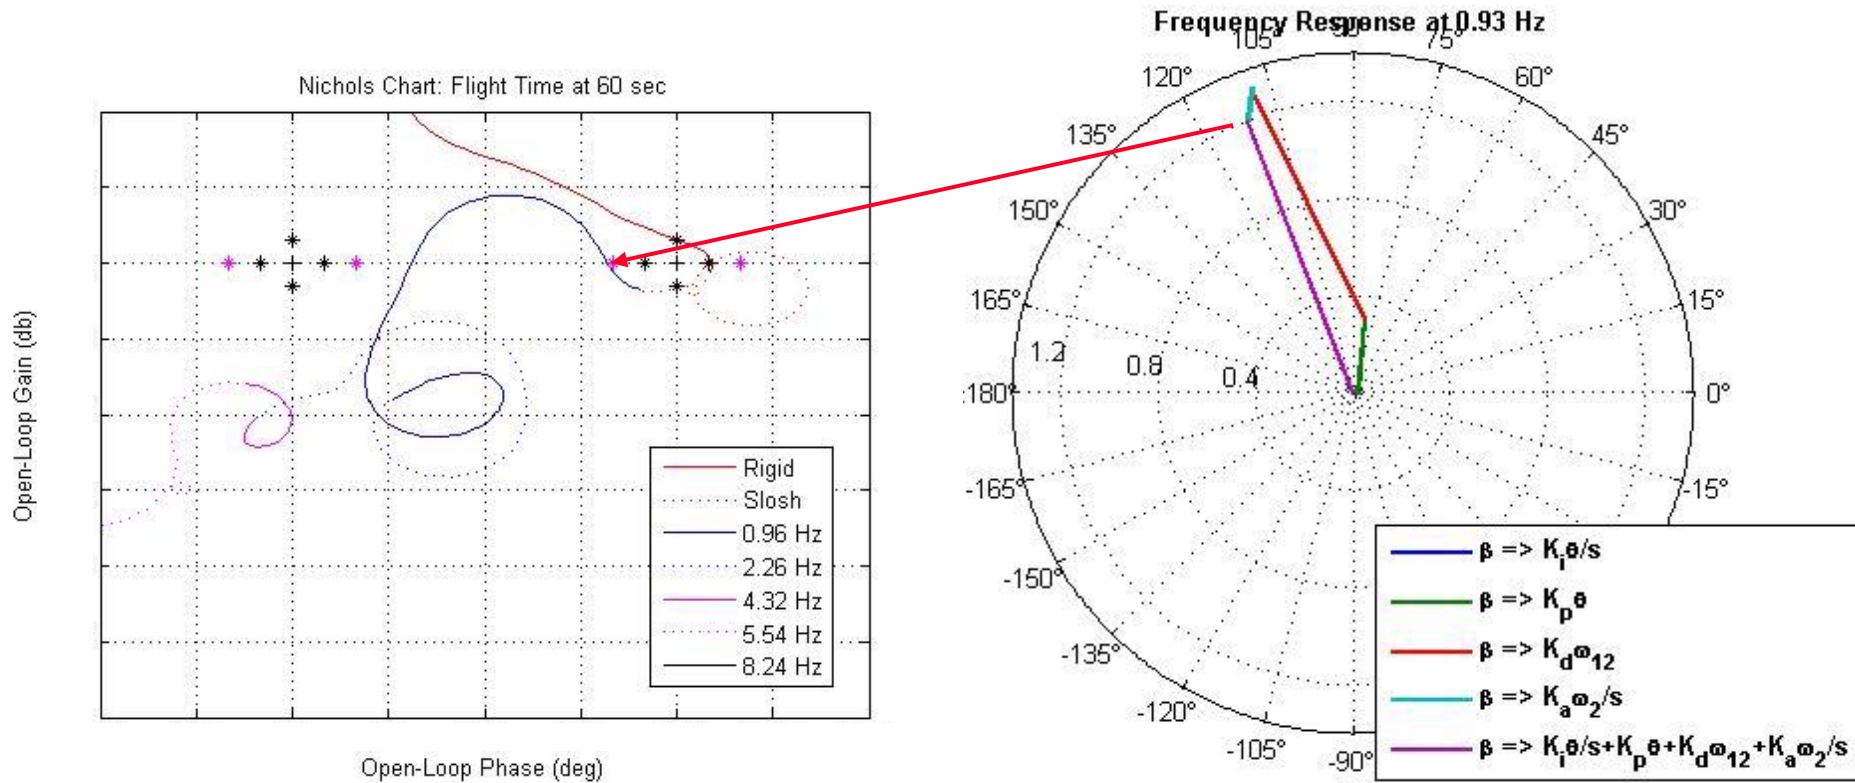 Nichols Chart: Flight Time at 60 sec
Open-Loop Gain (db)
Open-Loop Phase (deg)
Rigid
Slosh
0.96 Hz
2.26 Hz
4.32 Hz
5.54 Hz
8.24 Hz
Frequency Response at 0.93 Hz
105°
90°
75°
120°
60°
135°
45°
150°
30°
165°
15°
1.2
0.8
0.4
-180°
0°
-165°
-15°
-150°
-135°
-120°
-105°
-90°
β => Kᵢθ/s
β => Kₚθ
β => K_dω₁₂
β => Kₐω₂/s
β => Kᵢθ/s+Kₚθ+K_dω₁₂+Kₐω₂/s